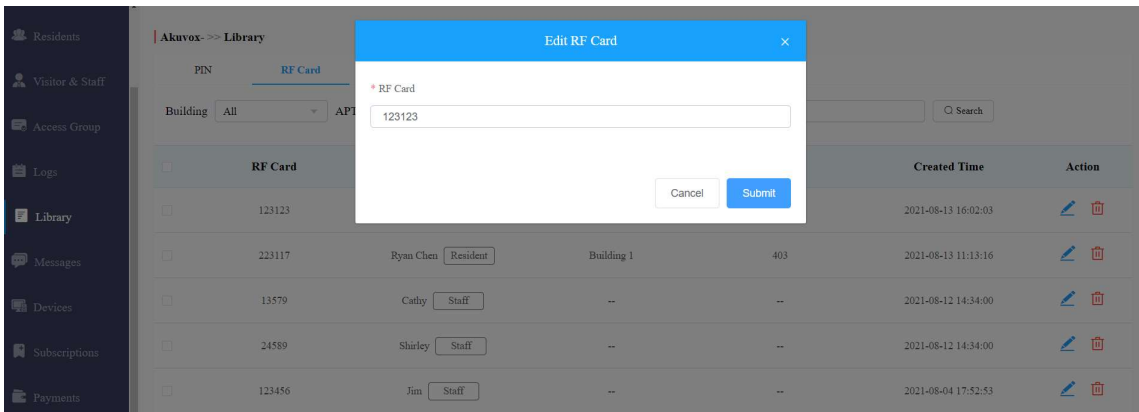 Residents
Visitor & Staff
Access Group
Logs
Library
Messages
Devices
Subscriptions
Payments
Akuvox->> Library
PIN RF Card
Building All APT
Search
Edit RF Card ×
* RF Card
123123
Cancel Submit
RF Card Created Time Action
123123 2021-08-13 16:02:03
223117 Ryan Chen Resident Building 1 403 2021-08-13 11:13:16
13579 Cathy Staff -- -- 2021-08-12 14:34:00
24589 Shirley Staff -- -- 2021-08-12 14:34:00
123456 Jim Staff -- -- 2021-08-04 17:52:53